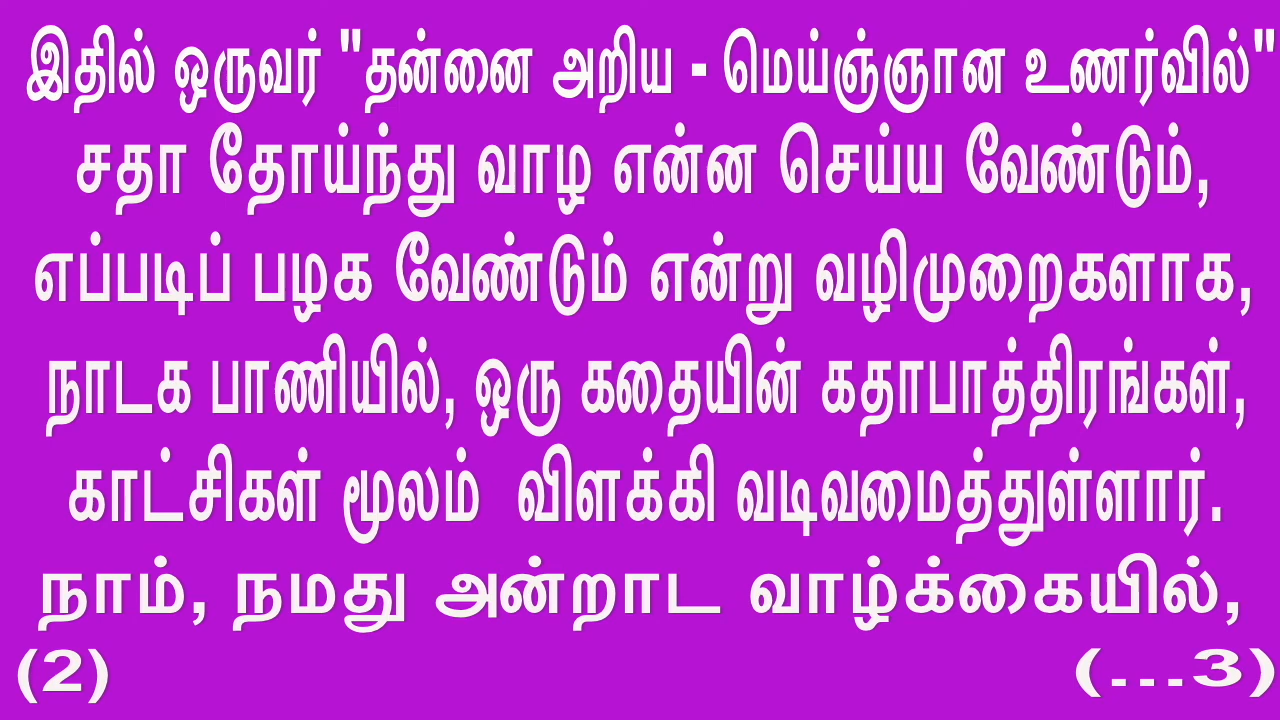 இதில் ஒருவர் "தன்னை அறிய - மெய்ஞ்ஞான உணர்வில்"
சதா தோய்ந்து வாழ என்ன செய்ய வேண்டும்,
எப்படிப் பழக வேண்டும் என்று வழிமுறைகளாக,
நாடக பாணியில், ஒரு கதையின் கதாபாத்திரங்கள்,
காட்சிகள் மூலம் விளக்கி வடிவமைத்துள்ளார்.
நாம், நமது அன்றாட வாழ்க்கையில்,
(2) (...3)